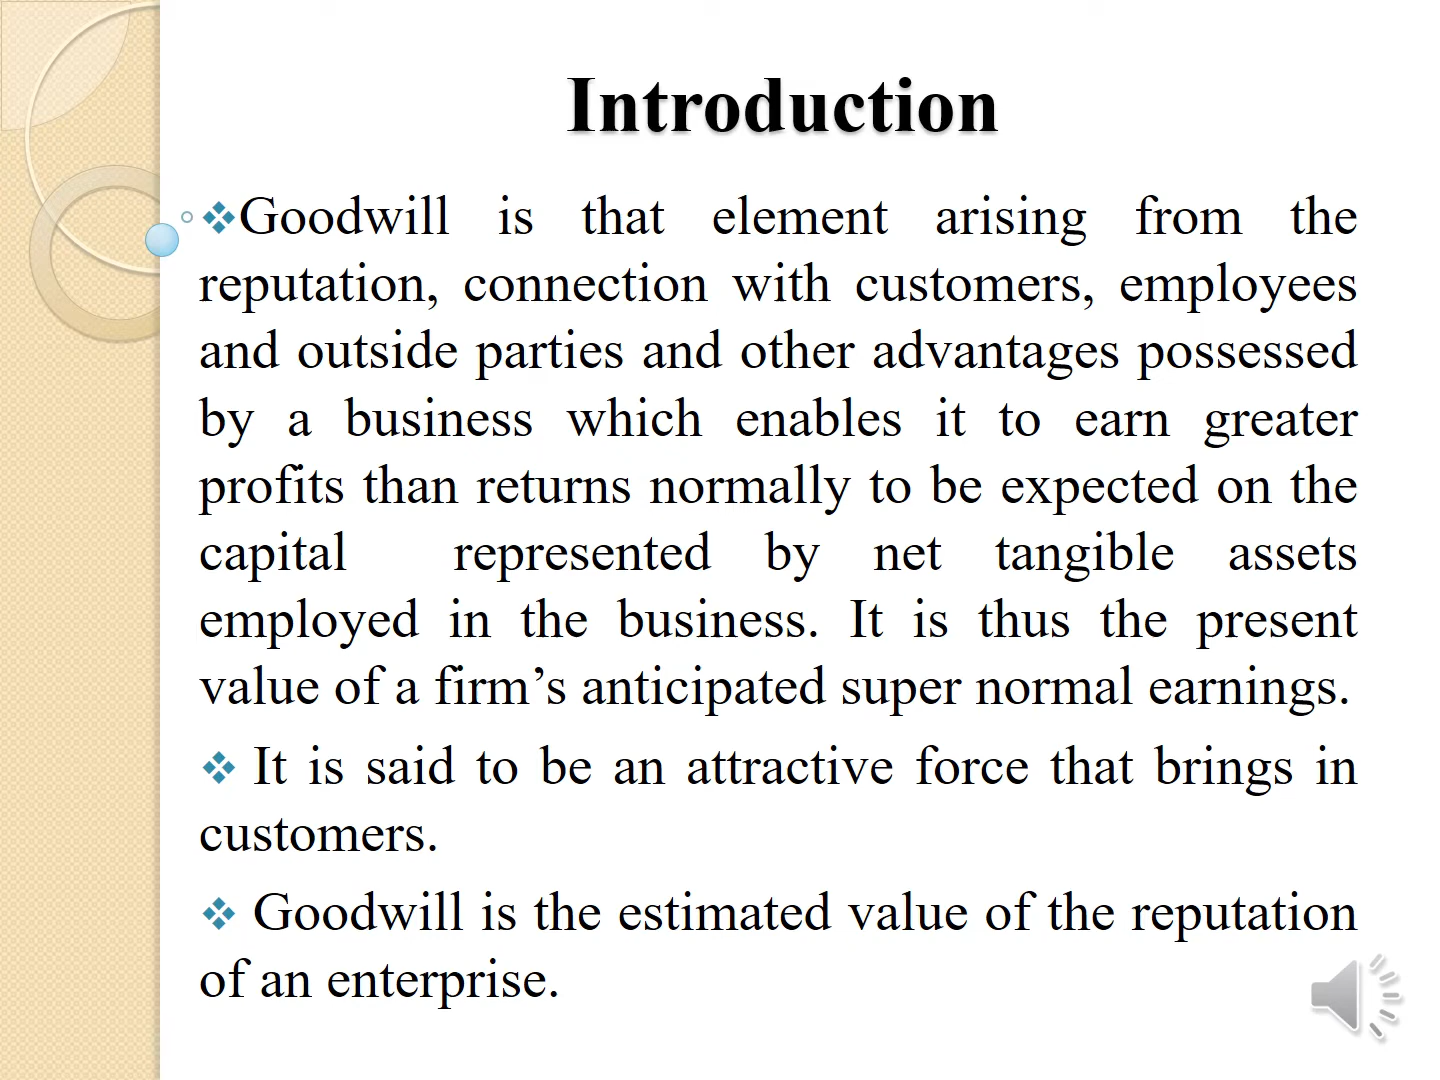 Introduction
❖Goodwill is that element arising from the
reputation, connection with customers, employees
and outside parties and other advantages possessed
by a business which enables it to earn greater
profits than returns normally to be expected on the
capital represented by net tangible assets
employed in the business. It is thus the present
value of a firm’s anticipated super normal earnings.
❖ It is said to be an attractive force that brings in
customers.
❖ Goodwill is the estimated value of the reputation
of an enterprise.